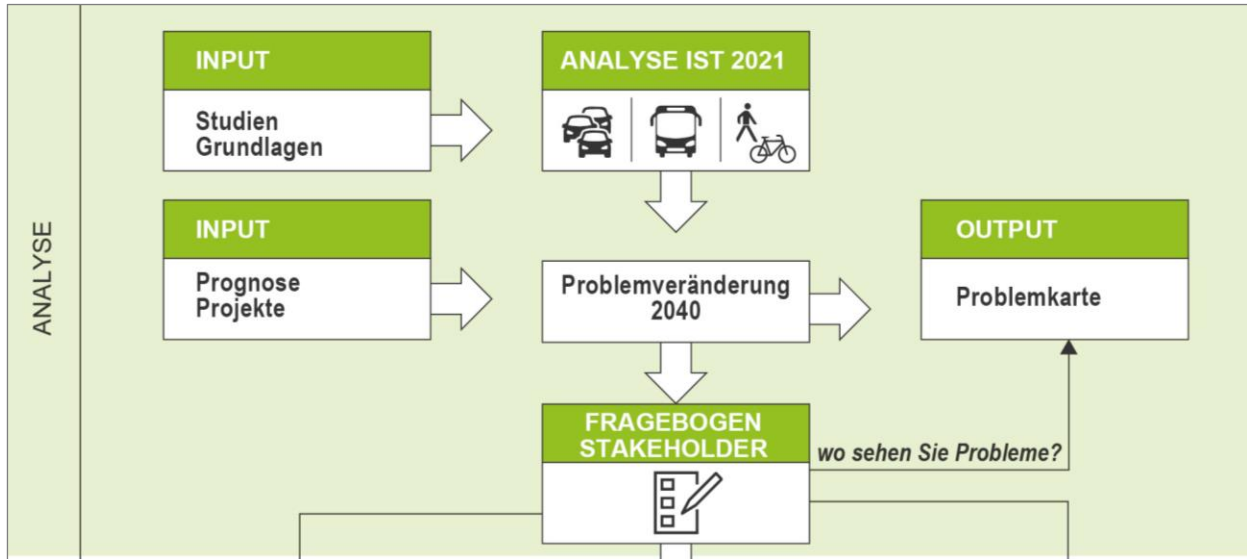 ANALYSE
INPUT
Studien
Grundlagen
ANALYSE IST 2021
INPUT
Prognose
Projekte
Problemveränderung
2040
OUTPUT
Problemkarte
FRAGEBOGEN
STAKEHOLDER
wo sehen Sie Probleme?